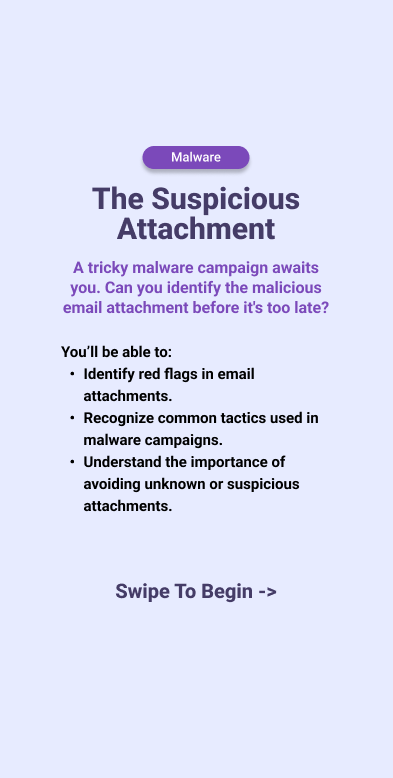 Malware
The Suspicious
Attachment
A tricky malware campaign awaits
you. Can you identify the malicious
email attachment before it's too late?
You’ll be able to:
• Identify red flags in email
attachments.
• Recognize common tactics used in
malware campaigns.
• Understand the importance of
avoiding unknown or suspicious
attachments.
Swipe To Begin ->